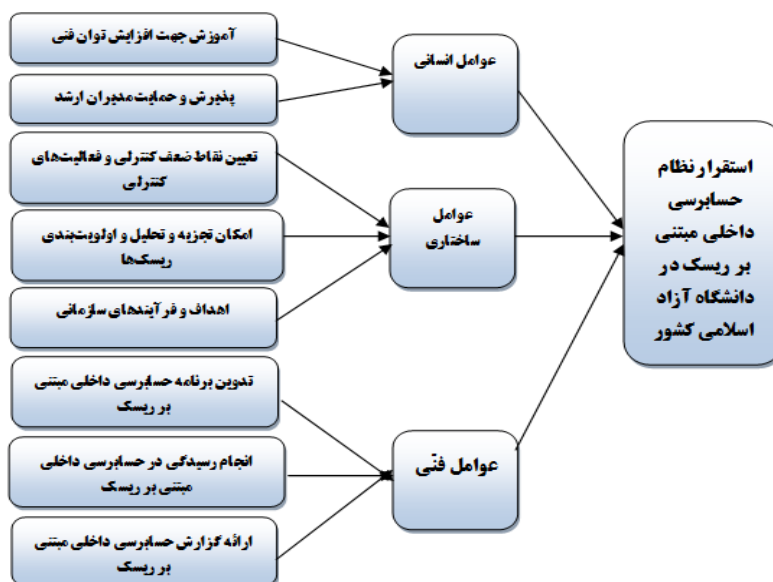 آموزش جهت افزایش توان فنی
پذیرش و حمایت مدیران ارشد
تعیین نقاط ضعف کنترلی و فعالیت‌های
کنترلی
امکان تجزیه و تحلیل و اولویت‌بندی
ریسک‌ها
اهداف و فرآیندهای سازمانی
تدوین برنامه حسابرسی داخلی مبتنی
بر ریسک
انجام رسیدگی در حسابرسی داخلی
مبتنی بر ریسک
ارائه گزارش حسابرسی داخلی مبتنی
بر ریسک
عوامل انسانی
عوامل
ساختاری
عوامل فنّی
استقرار نظام
حسابرسی
داخلی مبتنی
بر ریسک در
دانشگاه آزاد
اسلامی کشور